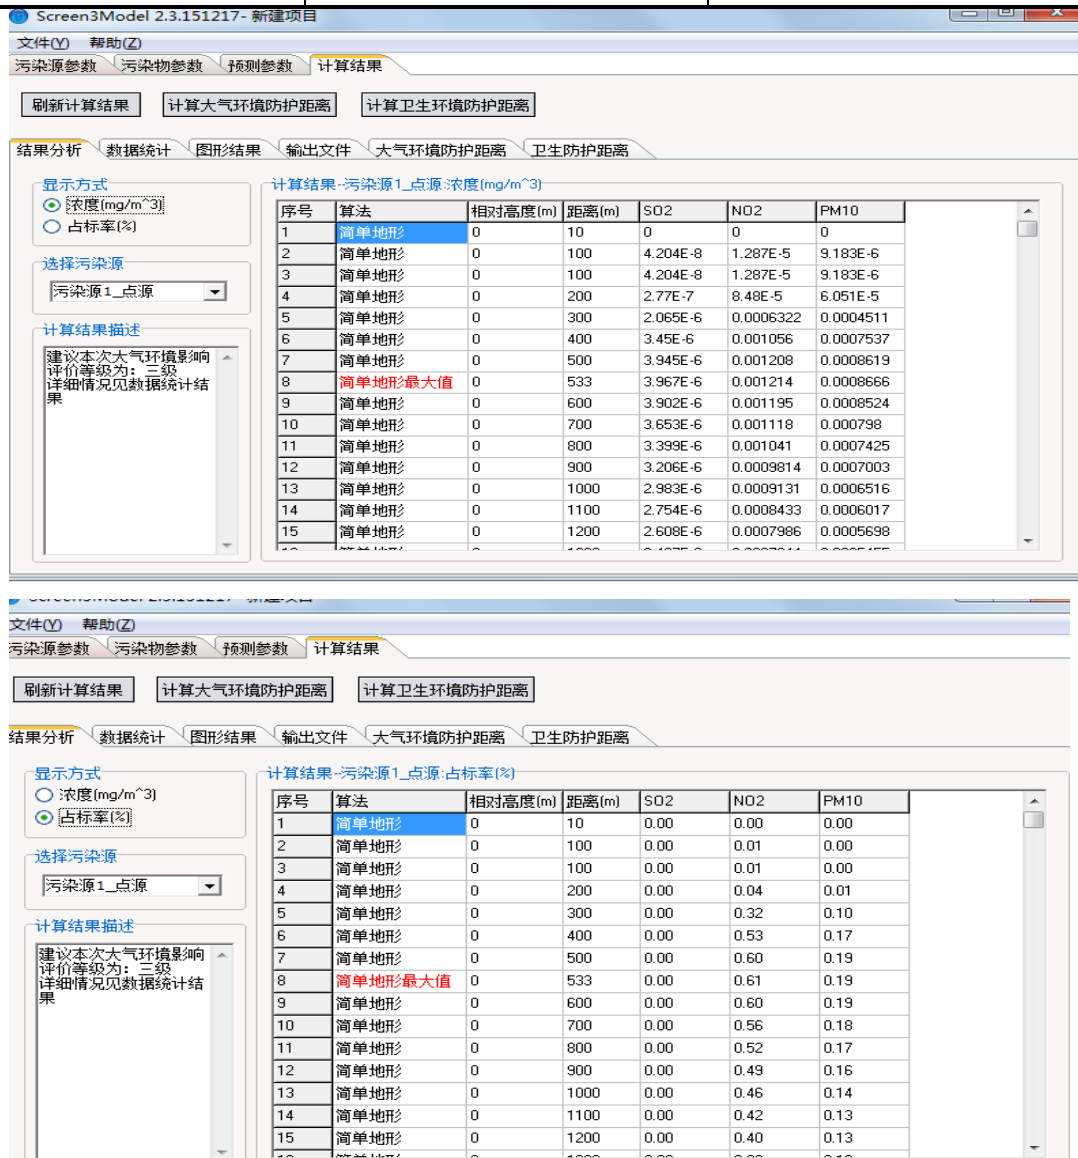 Screen3Model 2.3.151217- 新建项目
文件(Y) 帮助(Z)
污染源参数 污染物参数 预测参数 计算结果
刷新计算结果 计算大气环境防护距离 计算卫生环境防护距离
结果分析 数据统计 图形结果 输出文件 大气环境防护距离 卫生防护距离
显示方式
浓度(mg/m^3)
占标率(%)
选择污染源
污染源1_点源
计算结果描述
建议本次大气环境影响
评价等级为：三级
详细情况见数据统计结
果
计算结果-污染源1_点源:浓度(mg/m^3)
序号 算法 相对高度(m) 距离(m) SO2 NO2 PM10
1 简单地形 0 10 0 0 0
2 简单地形 0 100 4.204E-8 1.287E-5 9.183E-6
3 简单地形 0 100 4.204E-8 1.287E-5 9.183E-6
4 简单地形 0 200 2.77E-7 8.48E-5 6.051E-5
5 简单地形 0 300 2.065E-6 0.0006322 0.0004511
6 简单地形 0 400 3.45E-6 0.001056 0.0007537
7 简单地形 0 500 3.945E-6 0.001208 0.0008619
8 简单地形最大值 0 533 3.967E-6 0.001214 0.0008666
9 简单地形 0 600 3.902E-6 0.001195 0.0008524
10 简单地形 0 700 3.653E-6 0.001118 0.000798
11 简单地形 0 800 3.399E-6 0.001041 0.0007425
12 简单地形 0 900 3.206E-6 0.0009814 0.0007003
13 简单地形 0 1000 2.983E-6 0.0009131 0.0006516
14 简单地形 0 1100 2.754E-6 0.0008433 0.0006017
15 简单地形 0 1200 2.608E-6 0.0007986 0.0005698
文件(Y) 帮助(Z)
污染源参数 污染物参数 预测参数 计算结果
刷新计算结果 计算大气环境防护距离 计算卫生环境防护距离
结果分析 数据统计 图形结果 输出文件 大气环境防护距离 卫生防护距离
显示方式
浓度(mg/m^3)
占标率(%)
选择污染源
污染源1_点源
计算结果描述
建议本次大气环境影响
评价等级为：三级
详细情况见数据统计结
果
计算结果-污染源1_点源:占标率(%)
序号 算法 相对高度(m) 距离(m) SO2 NO2 PM10
1 简单地形 0 10 0.00 0.00 0.00
2 简单地形 0 100 0.00 0.01 0.00
3 简单地形 0 100 0.00 0.01 0.00
4 简单地形 0 200 0.00 0.04 0.01
5 简单地形 0 300 0.00 0.32 0.10
6 简单地形 0 400 0.00 0.53 0.17
7 简单地形 0 500 0.00 0.60 0.19
8 简单地形最大值 0 533 0.00 0.61 0.19
9 简单地形 0 600 0.00 0.60 0.19
10 简单地形 0 700 0.00 0.56 0.18
11 简单地形 0 800 0.00 0.52 0.17
12 简单地形 0 900 0.00 0.49 0.16
13 简单地形 0 1000 0.00 0.46 0.14
14 简单地形 0 1100 0.00 0.42 0.13
15 简单地形 0 1200 0.00 0.40 0.13